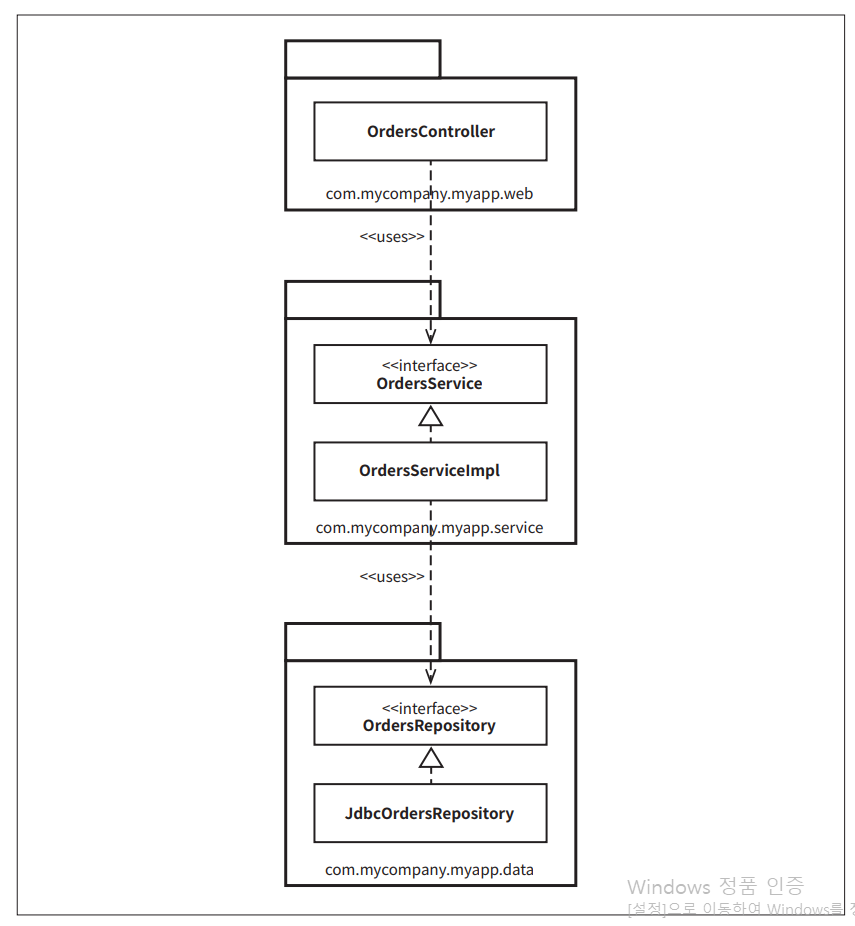 OrdersController
com.mycompany.myapp.web
<<uses>>
<<interface>>
OrdersService
OrdersServiceImpl
com.mycompany.myapp.service
<<uses>>
<<interface>>
OrdersRepository
JdbcOrdersRepository
com.mycompany.myapp.data
Windows 정품 인증
[설정]으로 이동하여 Windows를